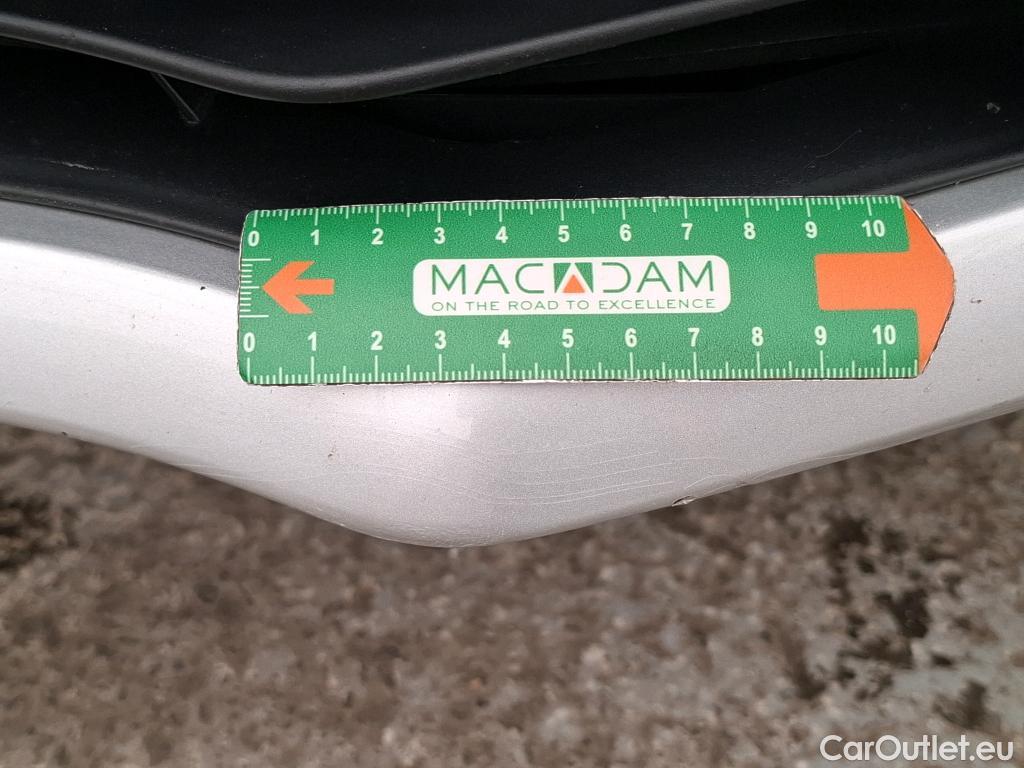 0 1 2 3 4 5 6 7 8 9 10
MACADAM
ON THE ROAD TO EXCELLENCE
0 1 2 3 4 5 6 7 8 9 10
CarOutlet.eu